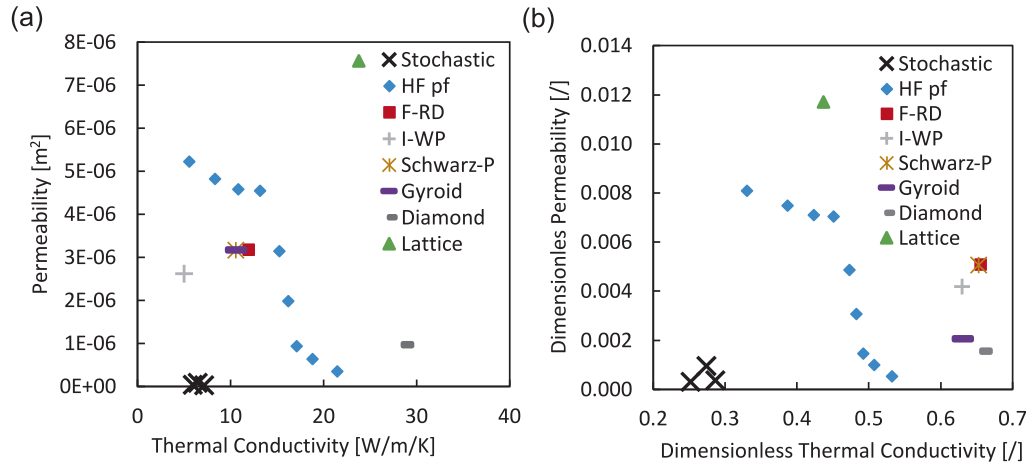 (a)
8E-06
7E-06
6E-06
5E-06
4E-06
3E-06
2E-06
1E-06
0E+00
Permeability [m²]
0
10
20
30
40
Thermal Conductivity [W/m/K]
Stochastic
HF pf
F-RD
I-WP
Schwarz-P
Gyroid
Diamond
Lattice
(b)
0.014
0.012
0.010
0.008
0.006
0.004
0.002
0.000
Dimensionles Permeability [/]
0.2
0.3
0.4
0.5
0.6
0.7
Dimensionless Thermal Conductivity [/]
Stochastic
HF pf
F-RD
I-WP
Schwarz-P
Gyroid
Diamond
Lattice